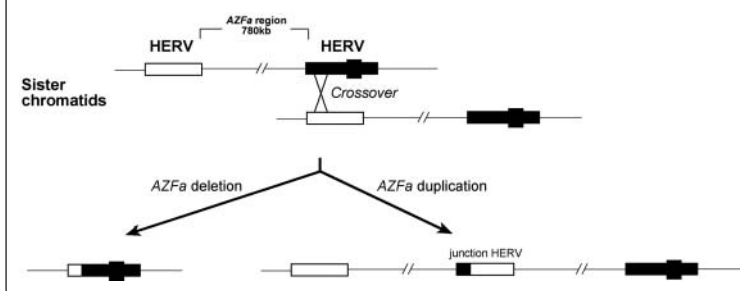 AZFa region
780kb
HERV HERV
Sister
chromatids
Crossover
AZFa deletion AZFa duplication
junction HERV